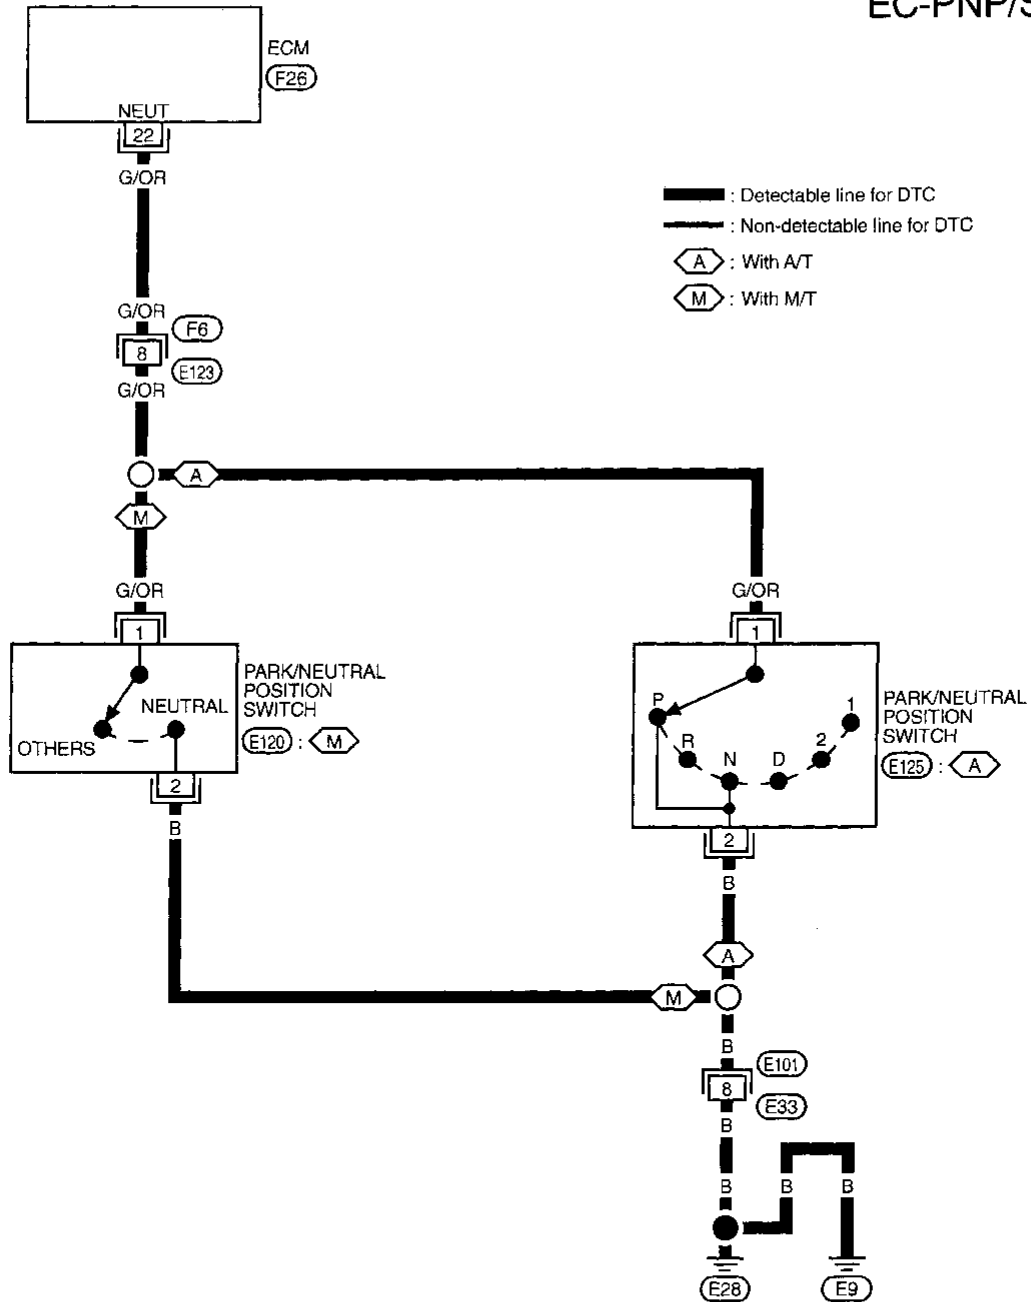 EC-PNP/S
ECM
F26
NEUT
22
G/OR
: Detectable line for DTC
: Non-detectable line for DTC
A : With A/T
M : With M/T
G/OR
F6
8
E123
G/OR
A
M
G/OR
G/OR
1
1
PARK/NEUTRAL
POSITION
SWITCH
E120 : M
NEUTRAL
OTHERS
2
B
P
R
N
D
2
1
PARK/NEUTRAL
POSITION
SWITCH
E125 : A
2
B
A
M
B
E101
8
E33
B
B
B
B
E28
E9